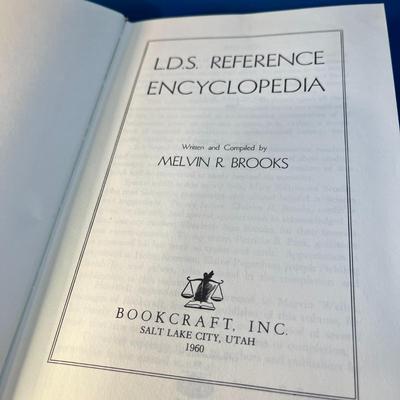 L.D.S. REFERENCE
ENCYCLOPEDIA
Written and Compiled by
MELVIN R. BROOKS
BOOKCRAFT, INC.
SALT LAKE CITY, UTAH
1960